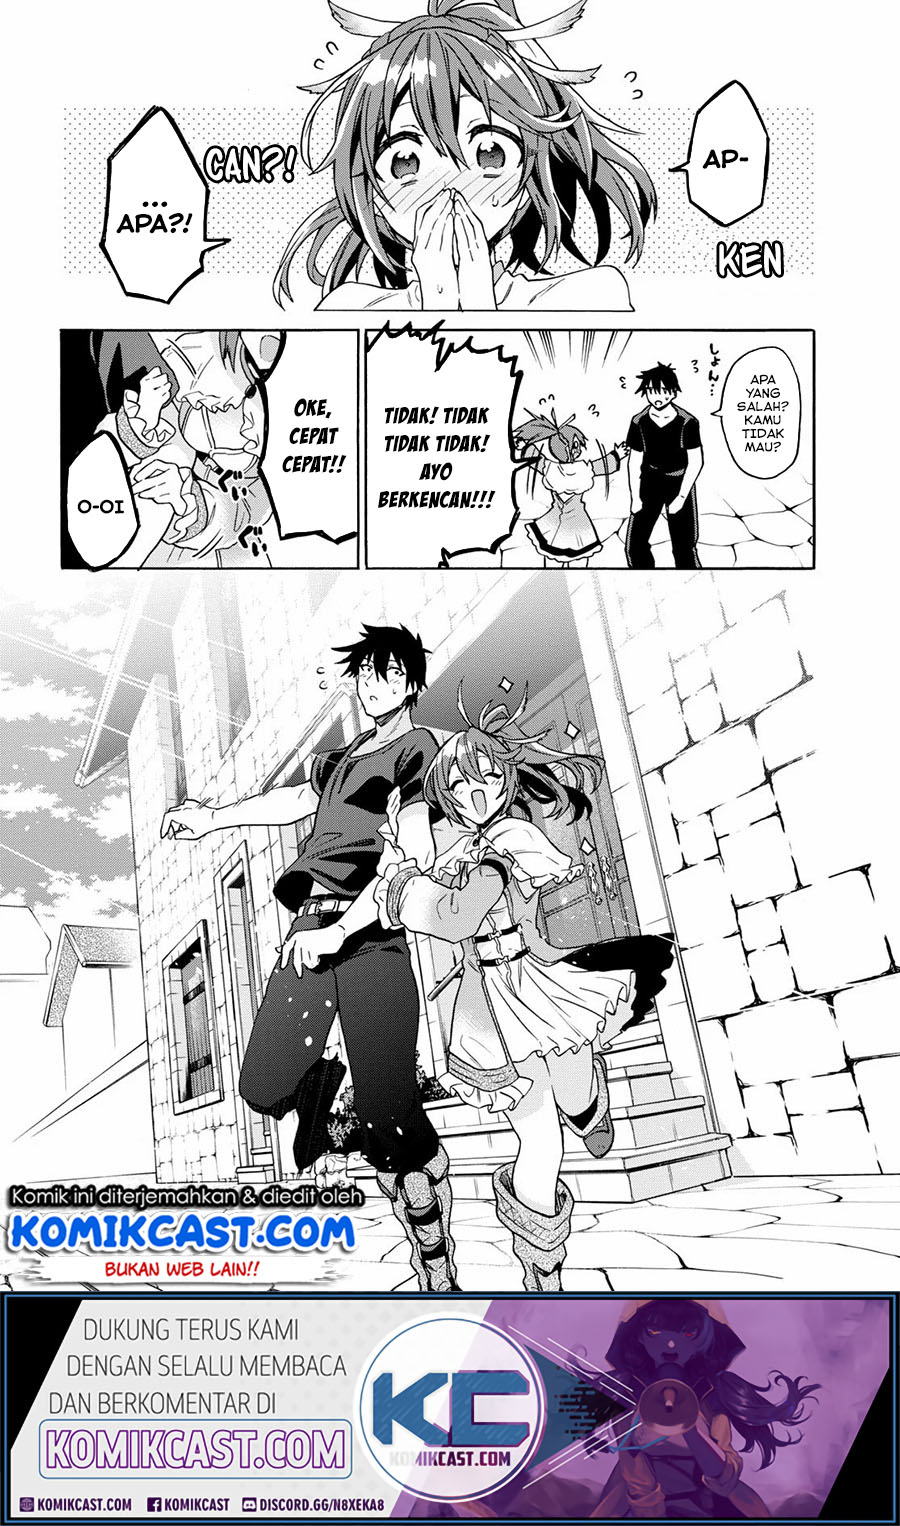 AP-
KEN
CAN?!
...
APA?!
APA
YANG
SALAH?
KAMU
TIDAK
MAU?
しょん…
TIDAK! TIDAK
TIDAK TIDAK!
AYO
BERKENCAN!!!
OKE,
CEPAT
CEPAT!!
O-OI
Komik ini diterjemahkan & diedit oleh
KOMIKCAST.COM
BUKAN WEB LAIN!!
DUKUNG TERUS KAMI
DENGAN SELALU MEMBACA
DAN BERKOMENTAR DI
KOMIKCAST.COM
KOMIKCAST.COM
KOMIKCAST
DISCORD.GG/N8XEKA8
KC
KOMIKCAST.COM